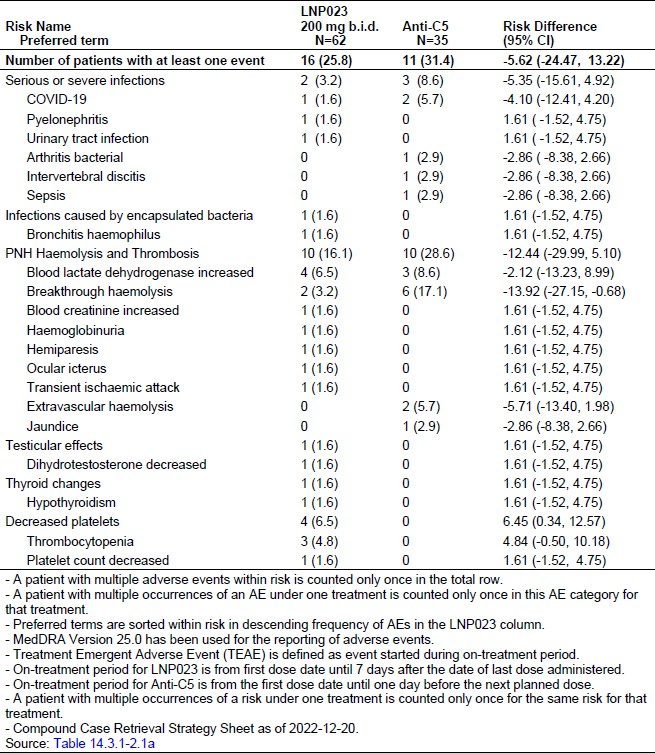 LNP023
Risk Name 200 mg b.i.d. Anti-C5 Risk Difference
Preferred term N=62 N=35 (95% CI)
Number of patients with at least one event 16 (25.8) 11 (31.4) -5.62 (-24.47, 13.22)
Serious or severe infections 2 (3.2) 3 (8.6) -5.35 (-15.61, 4.92)
COVID-19 1 (1.6) 2 (5.7) -4.10 (-12.41, 4.20)
Pyelonephritis 1 (1.6) 0 1.61 ( -1.52, 4.75)
Urinary tract infection 1 (1.6) 0 1.61 ( -1.52, 4.75)
Arthritis bacterial 0 1 (2.9) -2.86 ( -8.38, 2.66)
Intervertebral discitis 0 1 (2.9) -2.86 ( -8.38, 2.66)
Sepsis 0 1 (2.9) -2.86 ( -8.38, 2.66)
Infections caused by encapsulated bacteria 1 (1.6) 0 1.61 (-1.52, 4.75)
Bronchitis haemophilus 1 (1.6) 0 1.61 (-1.52, 4.75)
PNH Haemolysis and Thrombosis 10 (16.1) 10 (28.6) -12.44 (-29.99, 5.10)
Blood lactate dehydrogenase increased 4 (6.5) 3 (8.6) -2.12 (-13.23, 8.99)
Breakthrough haemolysis 2 (3.2) 6 (17.1) -13.92 (-27.15, -0.68)
Blood creatinine increased 1 (1.6) 0 1.61 (-1.52, 4.75)
Haemoglobinuria 1 (1.6) 0 1.61 (-1.52, 4.75)
Hemiparesis 1 (1.6) 0 1.61 (-1.52, 4.75)
Ocular icterus 1 (1.6) 0 1.61 (-1.52, 4.75)
Transient ischaemic attack 1 (1.6) 0 1.61 (-1.52, 4.75)
Extravascular haemolysis 0 2 (5.7) -5.71 (-13.40, 1.98)
Jaundice 0 1 (2.9) -2.86 (-8.38, 2.66)
Testicular effects 1 (1.6) 0 1.61 (-1.52, 4.75)
Dihydrotestosterone decreased 1 (1.6) 0 1.61 (-1.52, 4.75)
Thyroid changes 1 (1.6) 0 1.61 (-1.52, 4.75)
Hypothyroidism 1 (1.6) 0 1.61 (-1.52, 4.75)
Decreased platelets 4 (6.5) 0 6.45 (0.34, 12.57)
Thrombocytopenia 3 (4.8) 0 4.84 (-0.50, 10.18)
Platelet count decreased 1 (1.6) 0 1.61 (-1.52, 4.75)
- A patient with multiple adverse events within risk is counted only once in the total row.
- A patient with multiple occurrences of an AE under one treatment is counted only once in this AE category for
that treatment.
- Preferred terms are sorted within risk in descending frequency of AEs in the LNP023 column.
- MedDRA Version 25.0 has been used for the reporting of adverse events.
- Treatment Emergent Adverse Event (TEAE) is defined as event started during on-treatment period.
- On-treatment period for LNP023 is from first dose date until 7 days after the date of last dose administered.
- On-treatment period for Anti-C5 is from the first dose date until one day before the next planned dose.
- A patient with multiple occurrences of a risk under one treatment is counted only once for the same risk for that
treatment.
- Compound Case Retrieval Strategy Sheet as of 2022-12-20.
Source: Table 14.3.1-2.1a